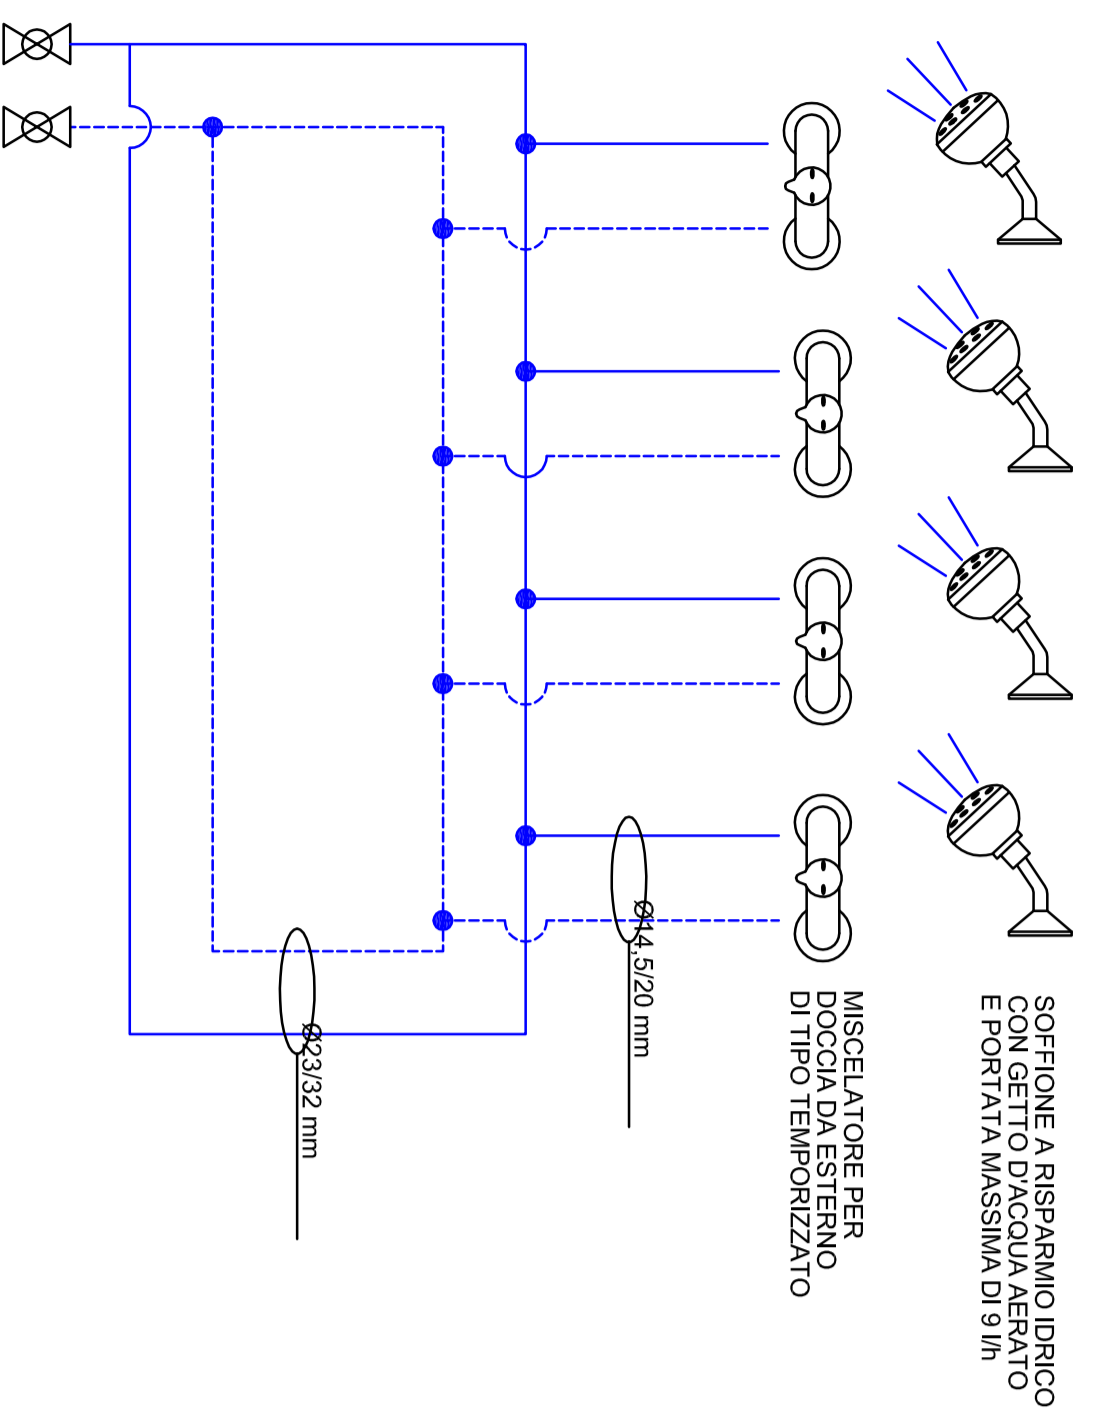 SOFFIONE A RISPARMIO IDRICO
CON GETTO D'ACQUA AERATO
E PORTATA MASSIMA DI 9 l/h
MISCELATORE PER
DOCCIA DA ESTERNO
DI TIPO TEMPORIZZATO
Ø14,5/20 mm
Ø23/32 mm